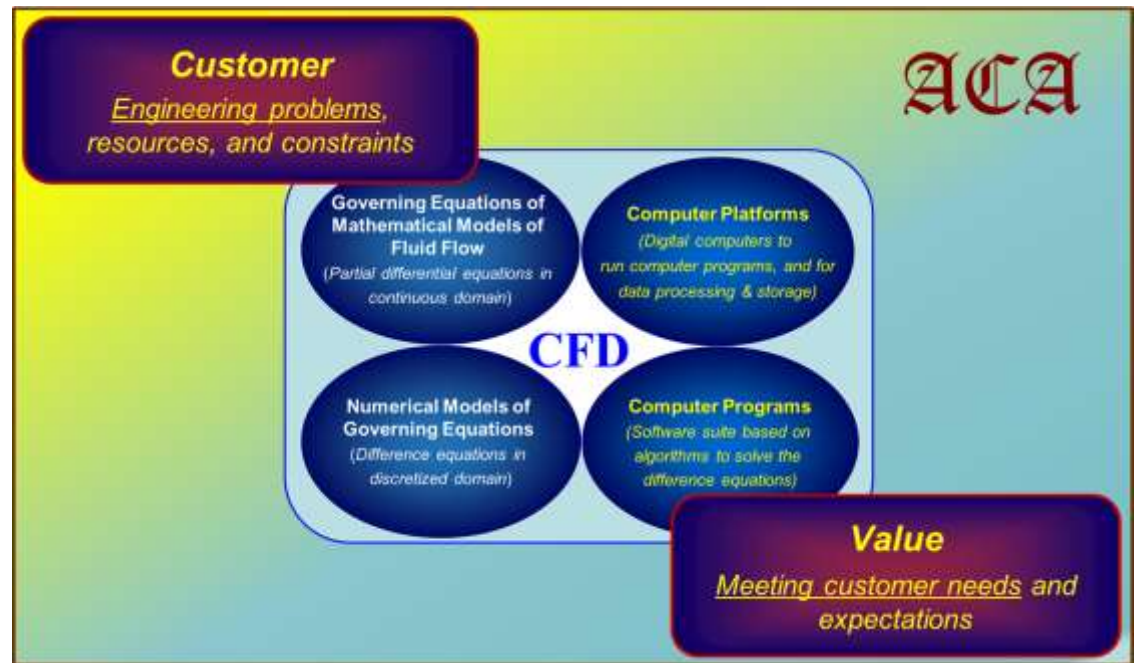 Customer
Engineering problems,
resources, and constraints
ACA
Governing Equations of
Mathematical Models of
Fluid Flow
(Partial differential equations in
continuous domain)
Computer Platforms
(Digital computers to
run computer programs, and for
data processing & storage)
CFD
Numerical Models of
Governing Equations
(Difference equations in
discretized domain)
Computer Programs
(Software suite based on
algorithms to solve the
difference equations)
Value
Meeting customer needs and
expectations